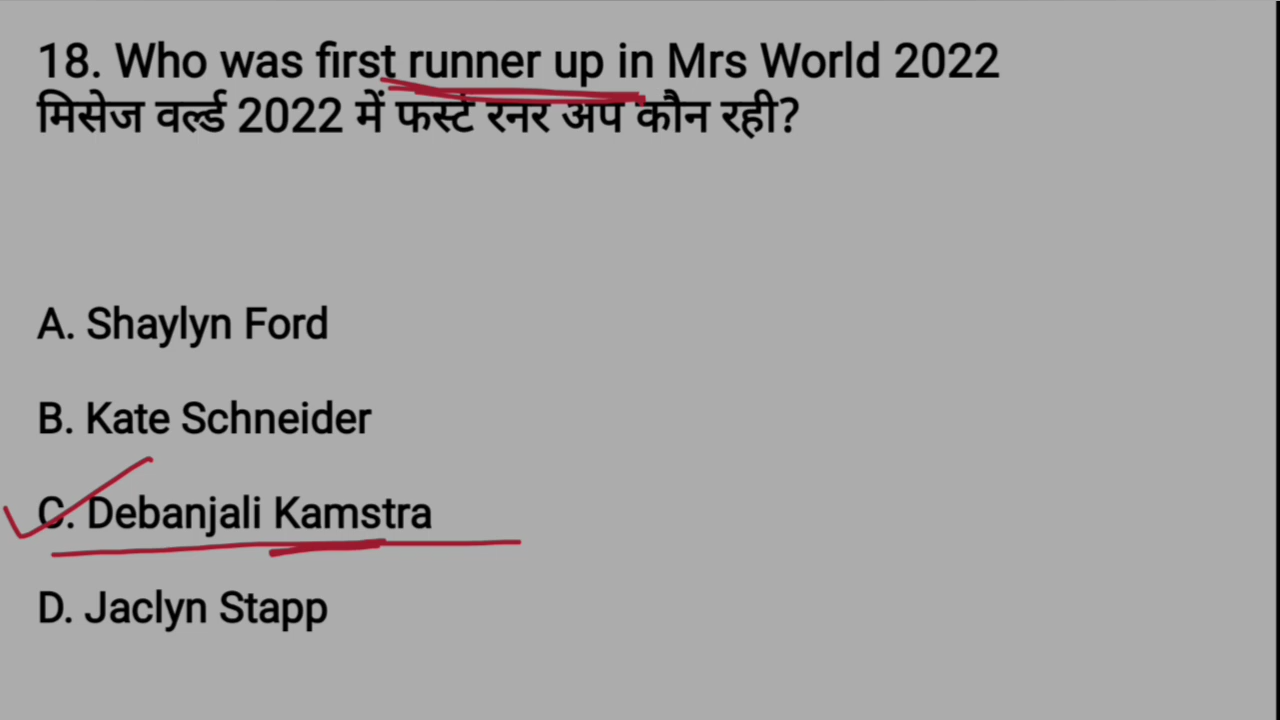 18. Who was first runner up in Mrs World 2022
मिसेज वर्ल्ड 2022 में फर्स्ट रनर अप कौन रही?
A. Shaylyn Ford
B. Kate Schneider
C. Debanjali Kamstra
D. Jaclyn Stapp